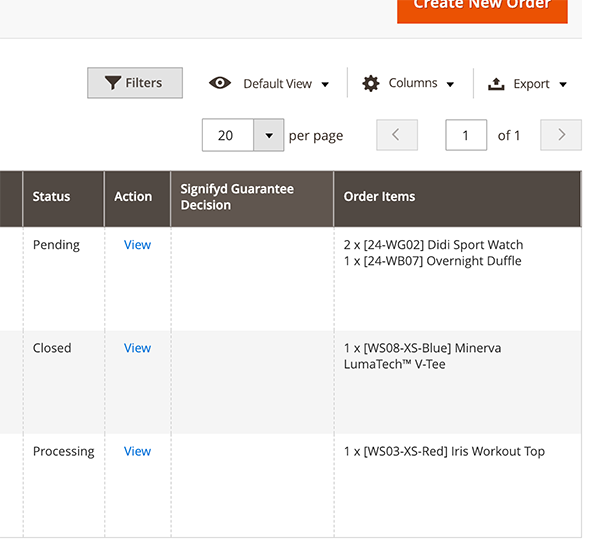 Create New Order
Filters
Default View
Columns
Export
20
per page
1
of 1
Status
Action
Signifyd Guarantee
Decision
Order Items
Pending
View
2 x [24-WG02] Didi Sport Watch
1 x [24-WB07] Overnight Duffle
Closed
View
1 x [WS08-XS-Blue] Minerva
LumaTech™ V-Tee
Processing
View
1 x [WS03-XS-Red] Iris Workout Top